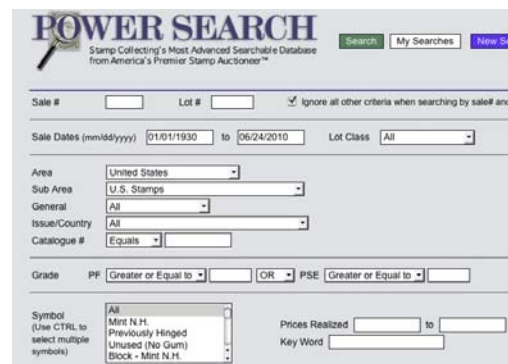 POWER SEARCH
Stamp Collecting's Most Advanced Searchable Database
from America's Premier Stamp Auctioneer™
Search My Searches New
Sale # Lot # Ignore all other criteria when searching by sale# and
Sale Dates (mm/dd/yyyy) 01/01/1930 to 06/24/2010 Lot Class All
Area United States
Sub Area U.S. Stamps
General All
Issue/Country All
Catalogue # Equals
Grade PF Greater or Equal to OR PSE Greater or Equal to
Symbol
(Use CTRL to
select multiple
symbols)
All
Mint N.H.
Previously Hinged
Unused (No Gum)
Block - Mint N.H.
Prices Realized to
Key Word